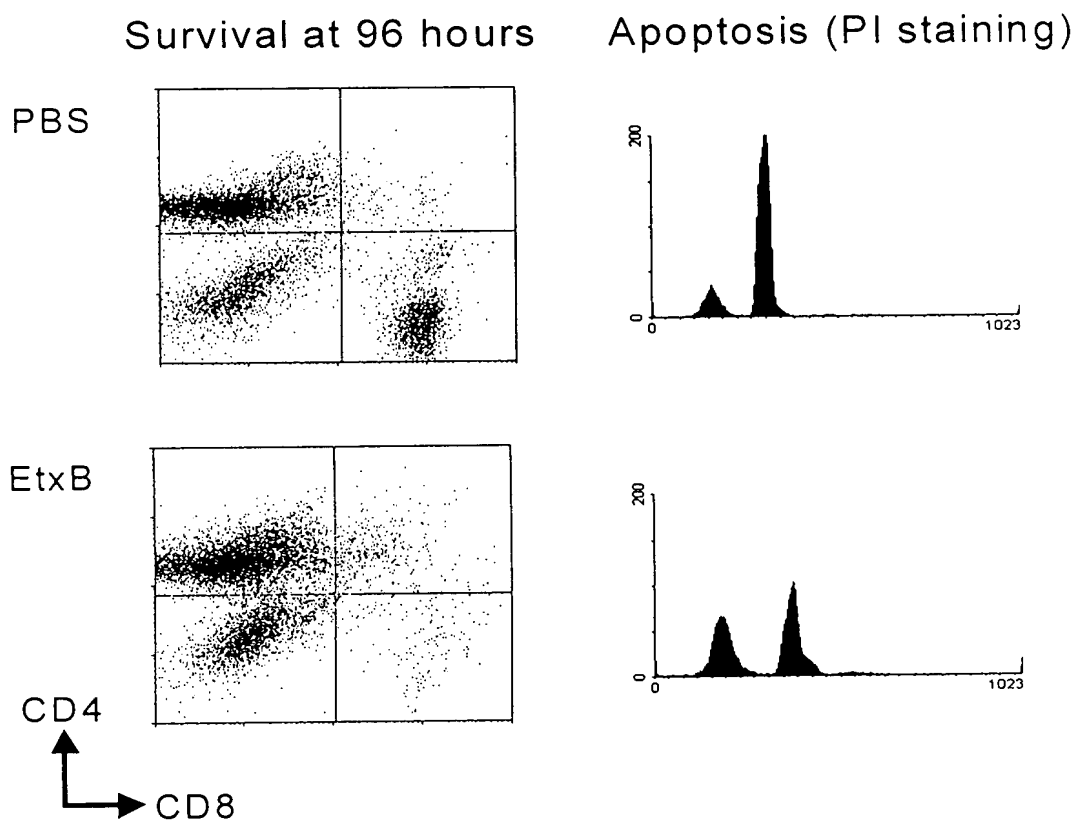 Survival at 96 hours
Apoptosis (PI staining)
PBS
200
0
0
1023
EtxB
200
0
0
1023
CD4
CD8